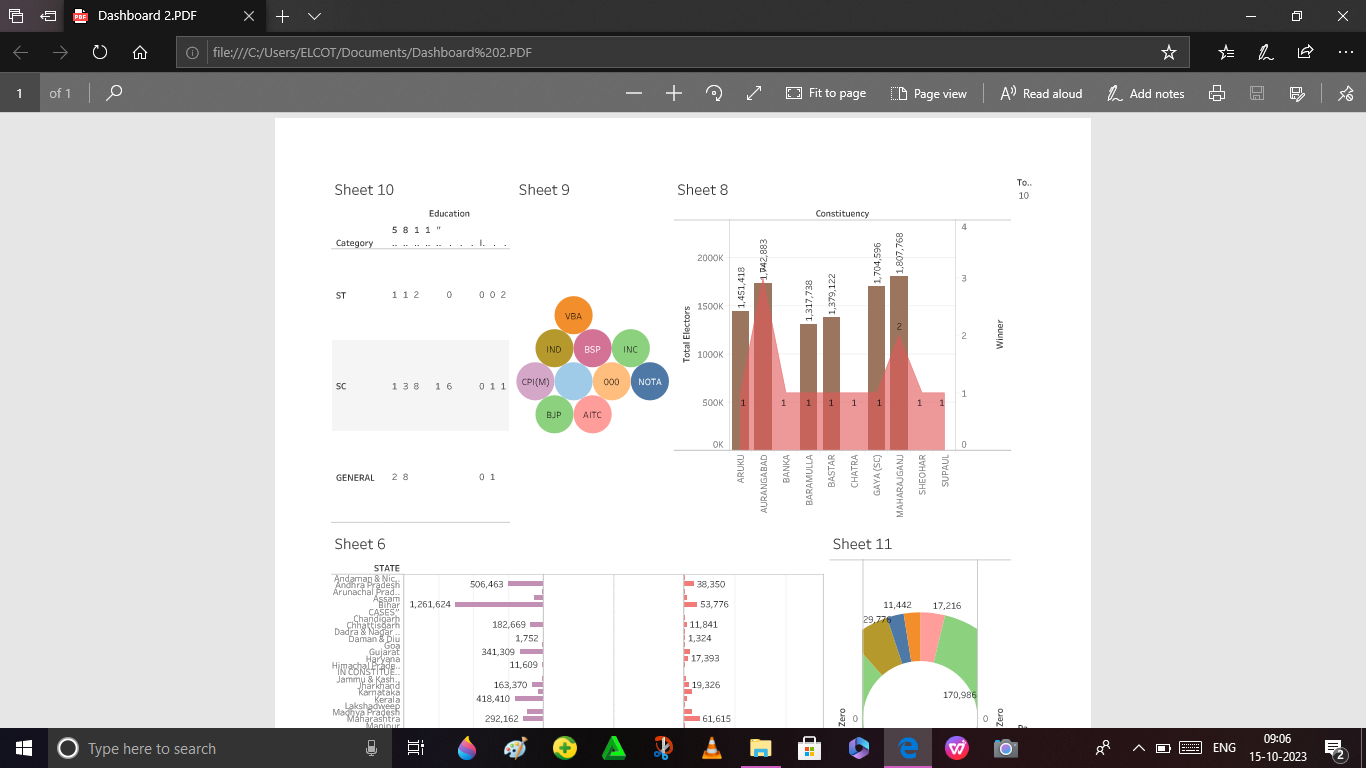 Dashboard 2.PDF
file:///C:/Users/ELCOT/Documents/Dashboard%202.PDF
1 of 1
Fit to page
Page view
Read aloud
Add notes
Sheet 10
Education
5 8 1 1 "
Category .. .. .. .. .. . . . I. . .
ST 1 1 2 0 0 0 2
SC 1 3 8 1 6 0 1 1
GENERAL 2 8 0 1
Sheet 9
VBA
IND BSP INC
CPI(M) 000 NOTA
BJP AITC
Sheet 8
To..
10
Constituency
Total Electors
2000K
1500K
1000K
500K
0K
1,451,418
1,317,738
1,379,122
1,704,596
1,807,768
2
1 1 1 1 1 1 1 1
4
3
2
1
0
Winner
ARUKU
AURANGABAD
BANKA
BARAMULLA
BASTAR
CHATRA
GAYA (SC)
MAHARAJGANJ
SHEOHAR
SUPAUL
Sheet 6
STATE
Andaman & Nic..
Andhra Pradesh 506,463 38,350
Arunachal Prad..
Assam
Bihar 1,261,624 53,776
CASES,"
Chandigarh
Chhattisgarh 182,669 11,841
Dadra & Nagar ..
Daman & Diu 1,752 1,324
Goa
Gujarat 341,309
Haryana 17,393
Himachal Prade.. 11,609
IN CONSTITUE..
Jammu & Kash..
Jharkhand 163,370 19,326
Karnataka
Kerala 418,410
Lakshadweep
Madhya Pradesh
Maharashtra 292,162 61,615
Manipur
Sheet 11
11,442 17,216
29,776
170,986
Zero 0
0 Zero
Type here to search
ENG
09:06
15-10-2023
2